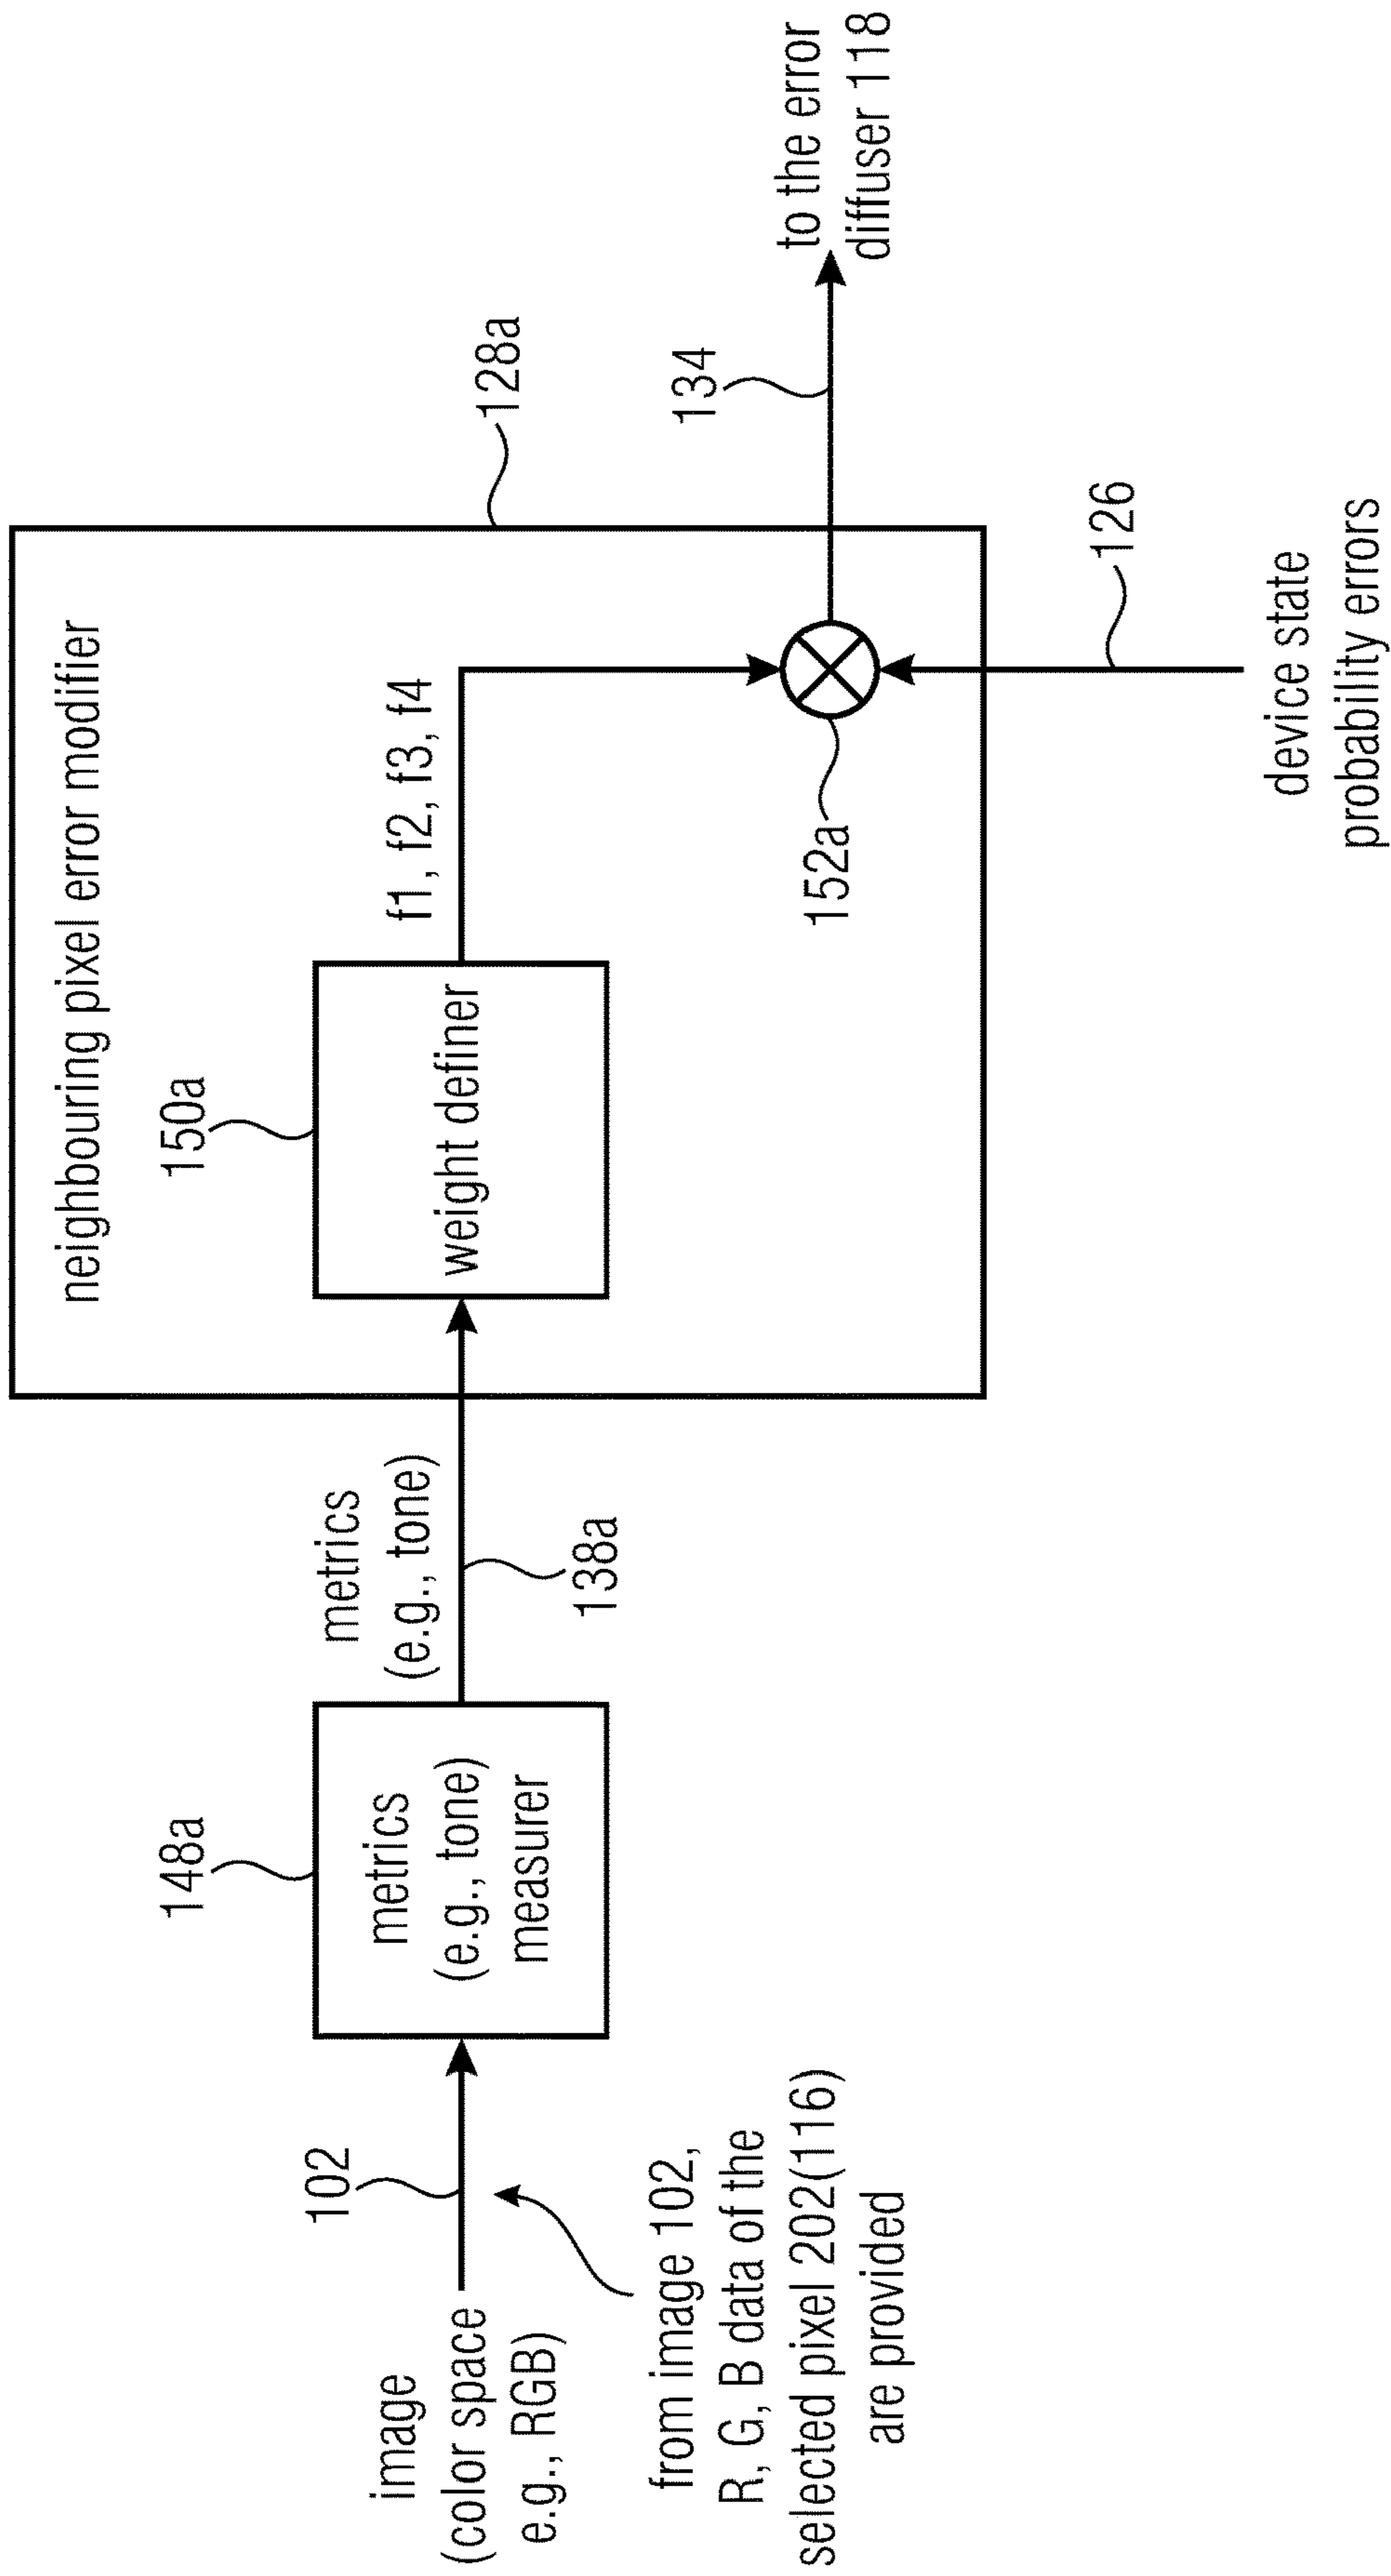 neighbouring pixel error modifier
128a
150a
weight definer
f1, f2, f3, f4
152a
134
to the error
diffuser 118
126
device state
probability errors
metrics
(e.g., tone)
138a
148a
metrics
(e.g., tone)
measurer
102
image
(color space
e.g., RGB)
from image 102,
R, G, B data of the
selected pixel 202(116)
are provided